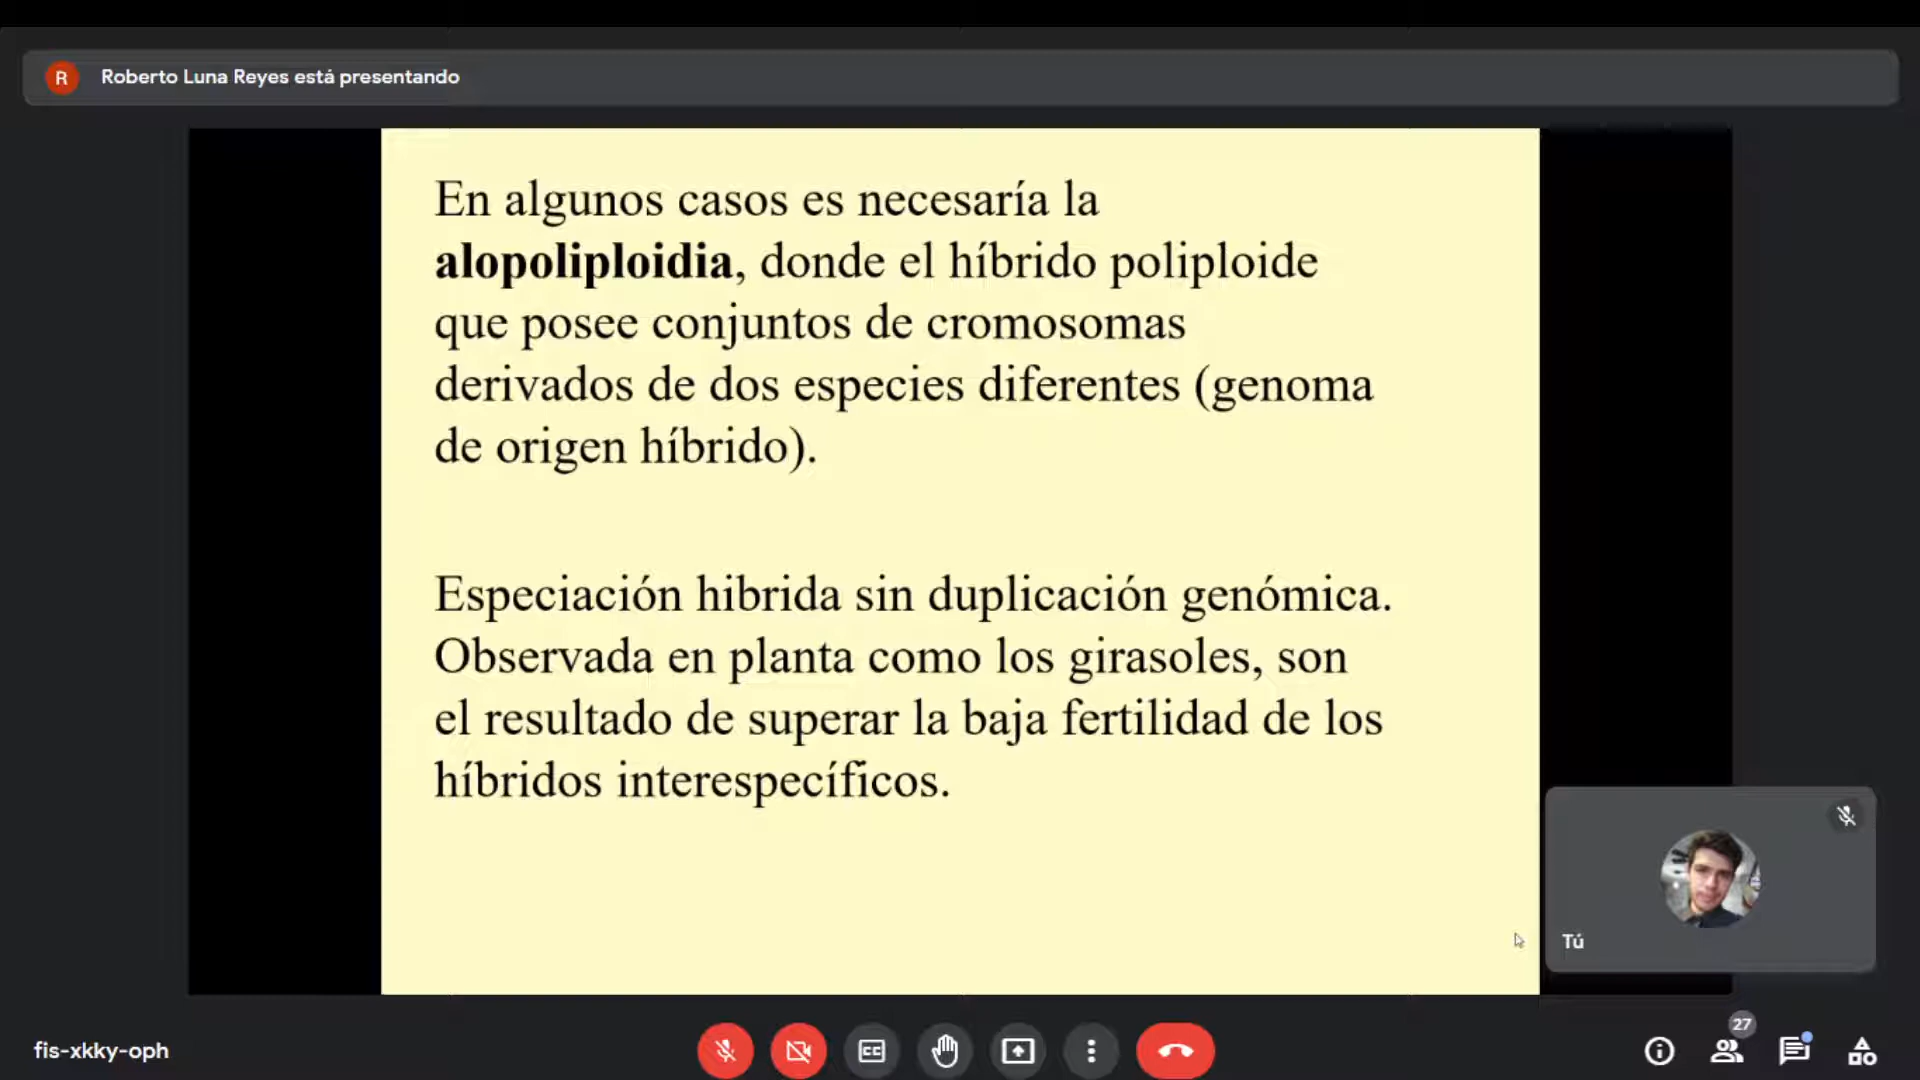 R
Roberto Luna Reyes está presentando
En algunos casos es necesaría la
alopoliploidia, donde el híbrido poliploide
que posee conjuntos de cromosomas
derivados de dos especies diferentes (genoma
de origen híbrido).
Especiación hibrida sin duplicación genómica.
Observada en planta como los girasoles, son
el resultado de superar la baja fertilidad de los
híbridos interespecíficos.
Tú
fis-xkky-oph
CC
27